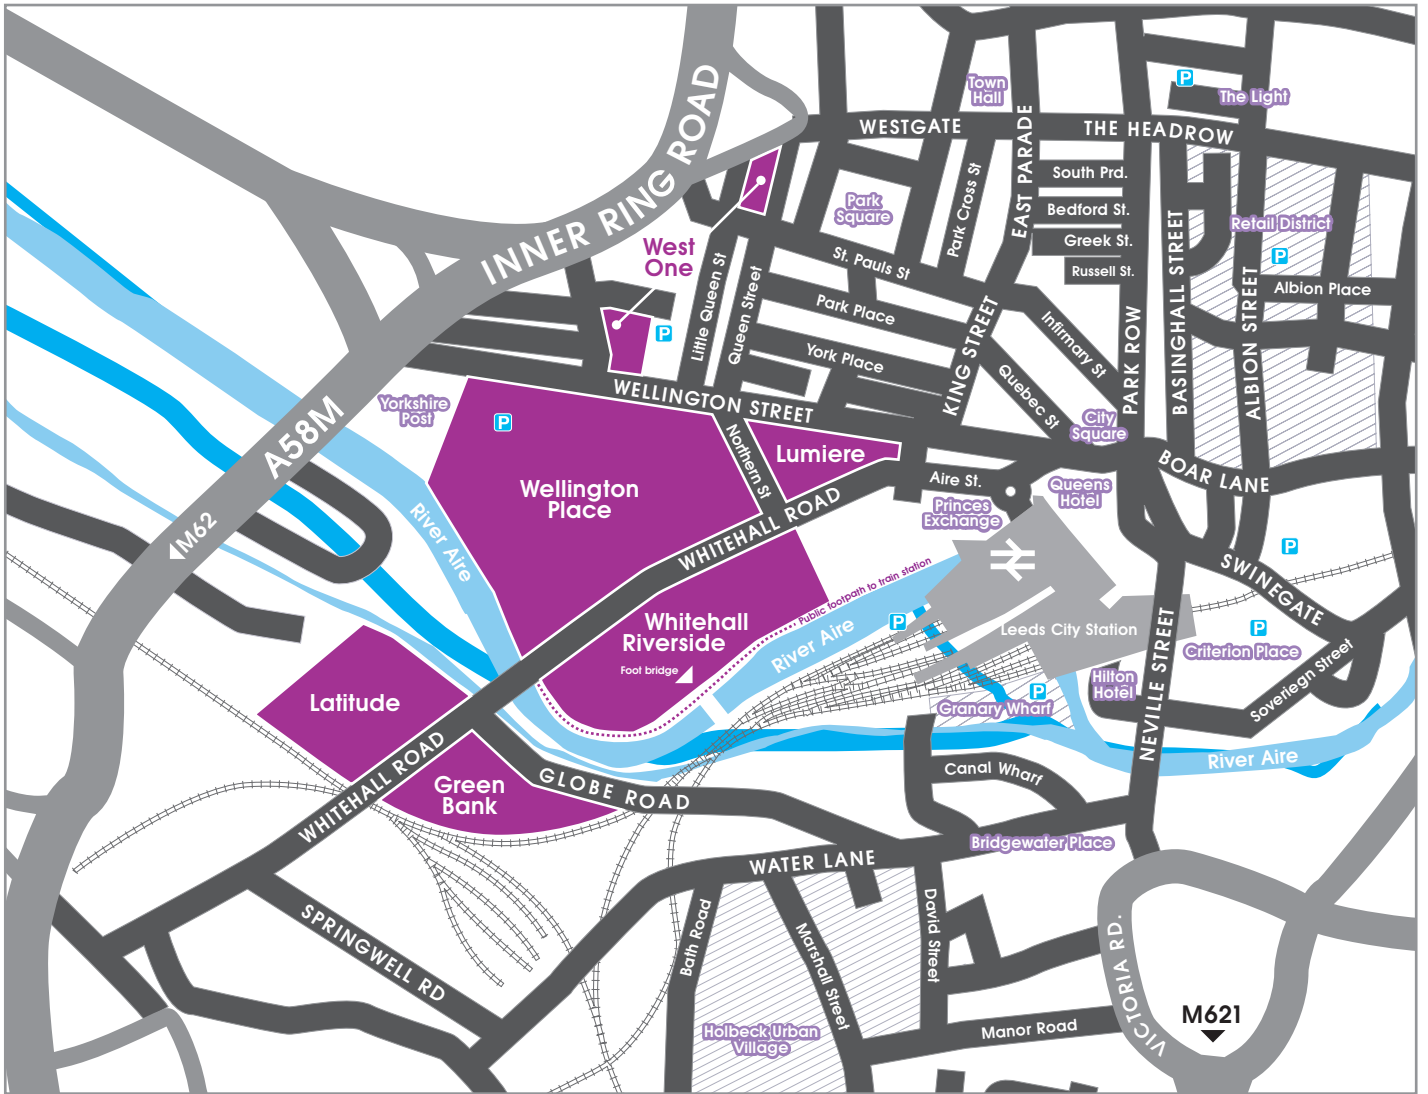 P
Town
Hall
The Light
INNER RING ROAD
WESTGATE
EAST PARADE
THE HEADROW
South Prd.
Bedford St.
Greek St.
Russell St.
Park Cross St
Park
Square
Retail District
P
West
One
P
Little Queen St
Queen Street
St. Pauls St
Park Place
York Place
KING STREET
Infirmary St
Quebec St
PARK ROW
BASINGHALL STREET
ALBION STREET
Albion Place
WELLINGTON STREET
Yorkshire
Post
P
A58M
M62
Wellington
Place
Northern St
Lumiere
City
Square
BOAR LANE
Aire St.
Queens
Hotel
Princes
Exchange
WHITEHALL ROAD
River Aire
P
SWINEGATE
Public footpath to train station
Whitehall
Riverside
Foot bridge
River Aire
P
Leeds City Station
NEVILLE STREET
P
Criterion Place
Soveriegn Street
Hilton
Hotel
P
Granary Wharf
Latitude
River Aire
WHITEHALL ROAD
Green
Bank
GLOBE ROAD
Canal Wharf
Bridgewater Place
WATER LANE
SPRINGWELL RD
Bath Road
Marshall Street
David Street
Holbeck Urban
Village
Manor Road
VICTORIA RD.
M621